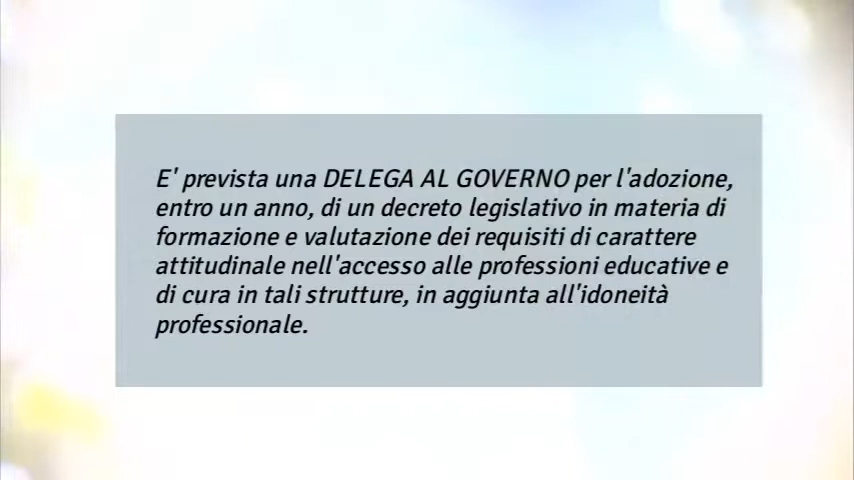 E' prevista una DELEGA AL GOVERNO per l'adozione,
entro un anno, di un decreto legislativo in materia di
formazione e valutazione dei requisiti di carattere
attitudinale nell'accesso alle professioni educative e
di cura in tali strutture, in aggiunta all'idoneità
professionale.